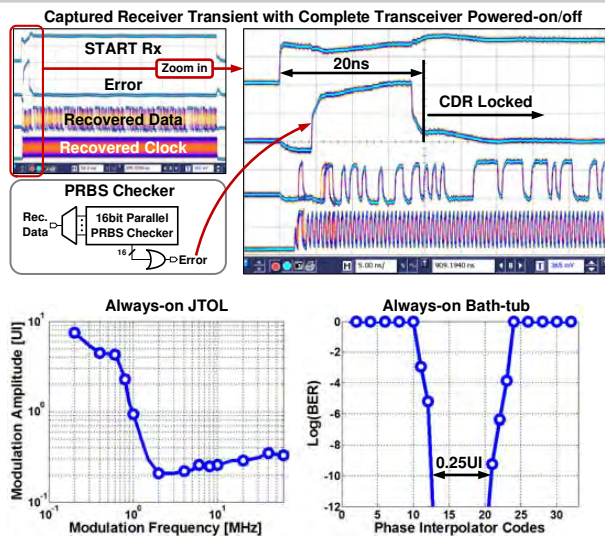 Captured Receiver Transient with Complete Transceiver Powered-on/off
START Rx
Zoom in
Error
Recovered Data
Recovered Clock
20ns
CDR Locked
PRBS Checker
Rec.
Data
16bit Parallel
PRBS Checker
16
Error
H 5.00 ns/
909.1940 ns
T 365 mV
Always-on JTOL
Modulation Amplitude [UI]
10^1
10^0
10^-1
10^-1 10^0 10^1
Modulation Frequency [MHz]
Always-on Bath-tub
Log(BER)
0
-2
-4
-6
-8
-10
-12
0.25UI
0 5 10 15 20 25 30
Phase Interpolator Codes